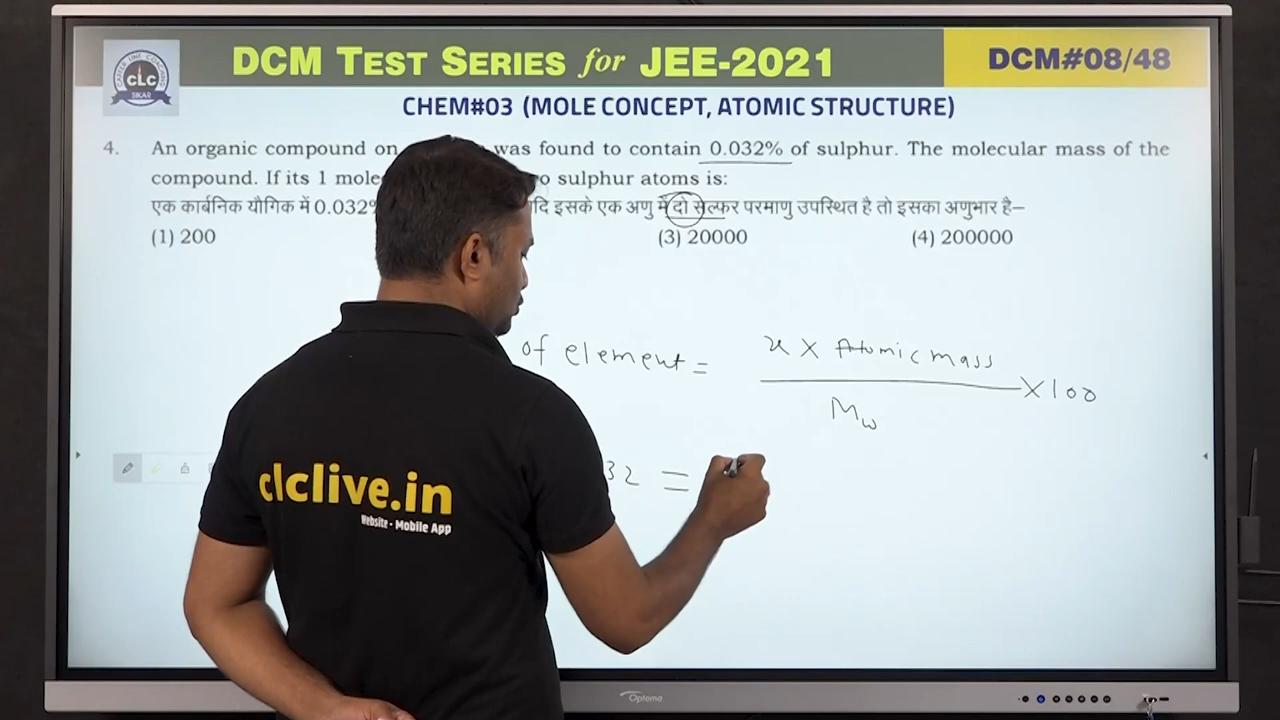 DCM TEST SERIES for JEE-2021
DCM#08/48
CAREER LINE COACHING
CLC
SIKAR
CHEM#03 (MOLE CONCEPT, ATOMIC STRUCTURE)
4. An organic compound on was found to contain 0.032% of sulphur. The molecular mass of the
compound. If its 1 mole sulphur atoms is:
एक कार्बनिक यौगिक में 0.032% इसके एक अणु में दो सल्फर परमाणु उपस्थित है तो इसका अणुभार है–
(1) 200 (3) 20000 (4) 200000
of element = x × Atomic mass
× 100
Mw
32 =
clclive.in
Website - Mobile App
Optoma